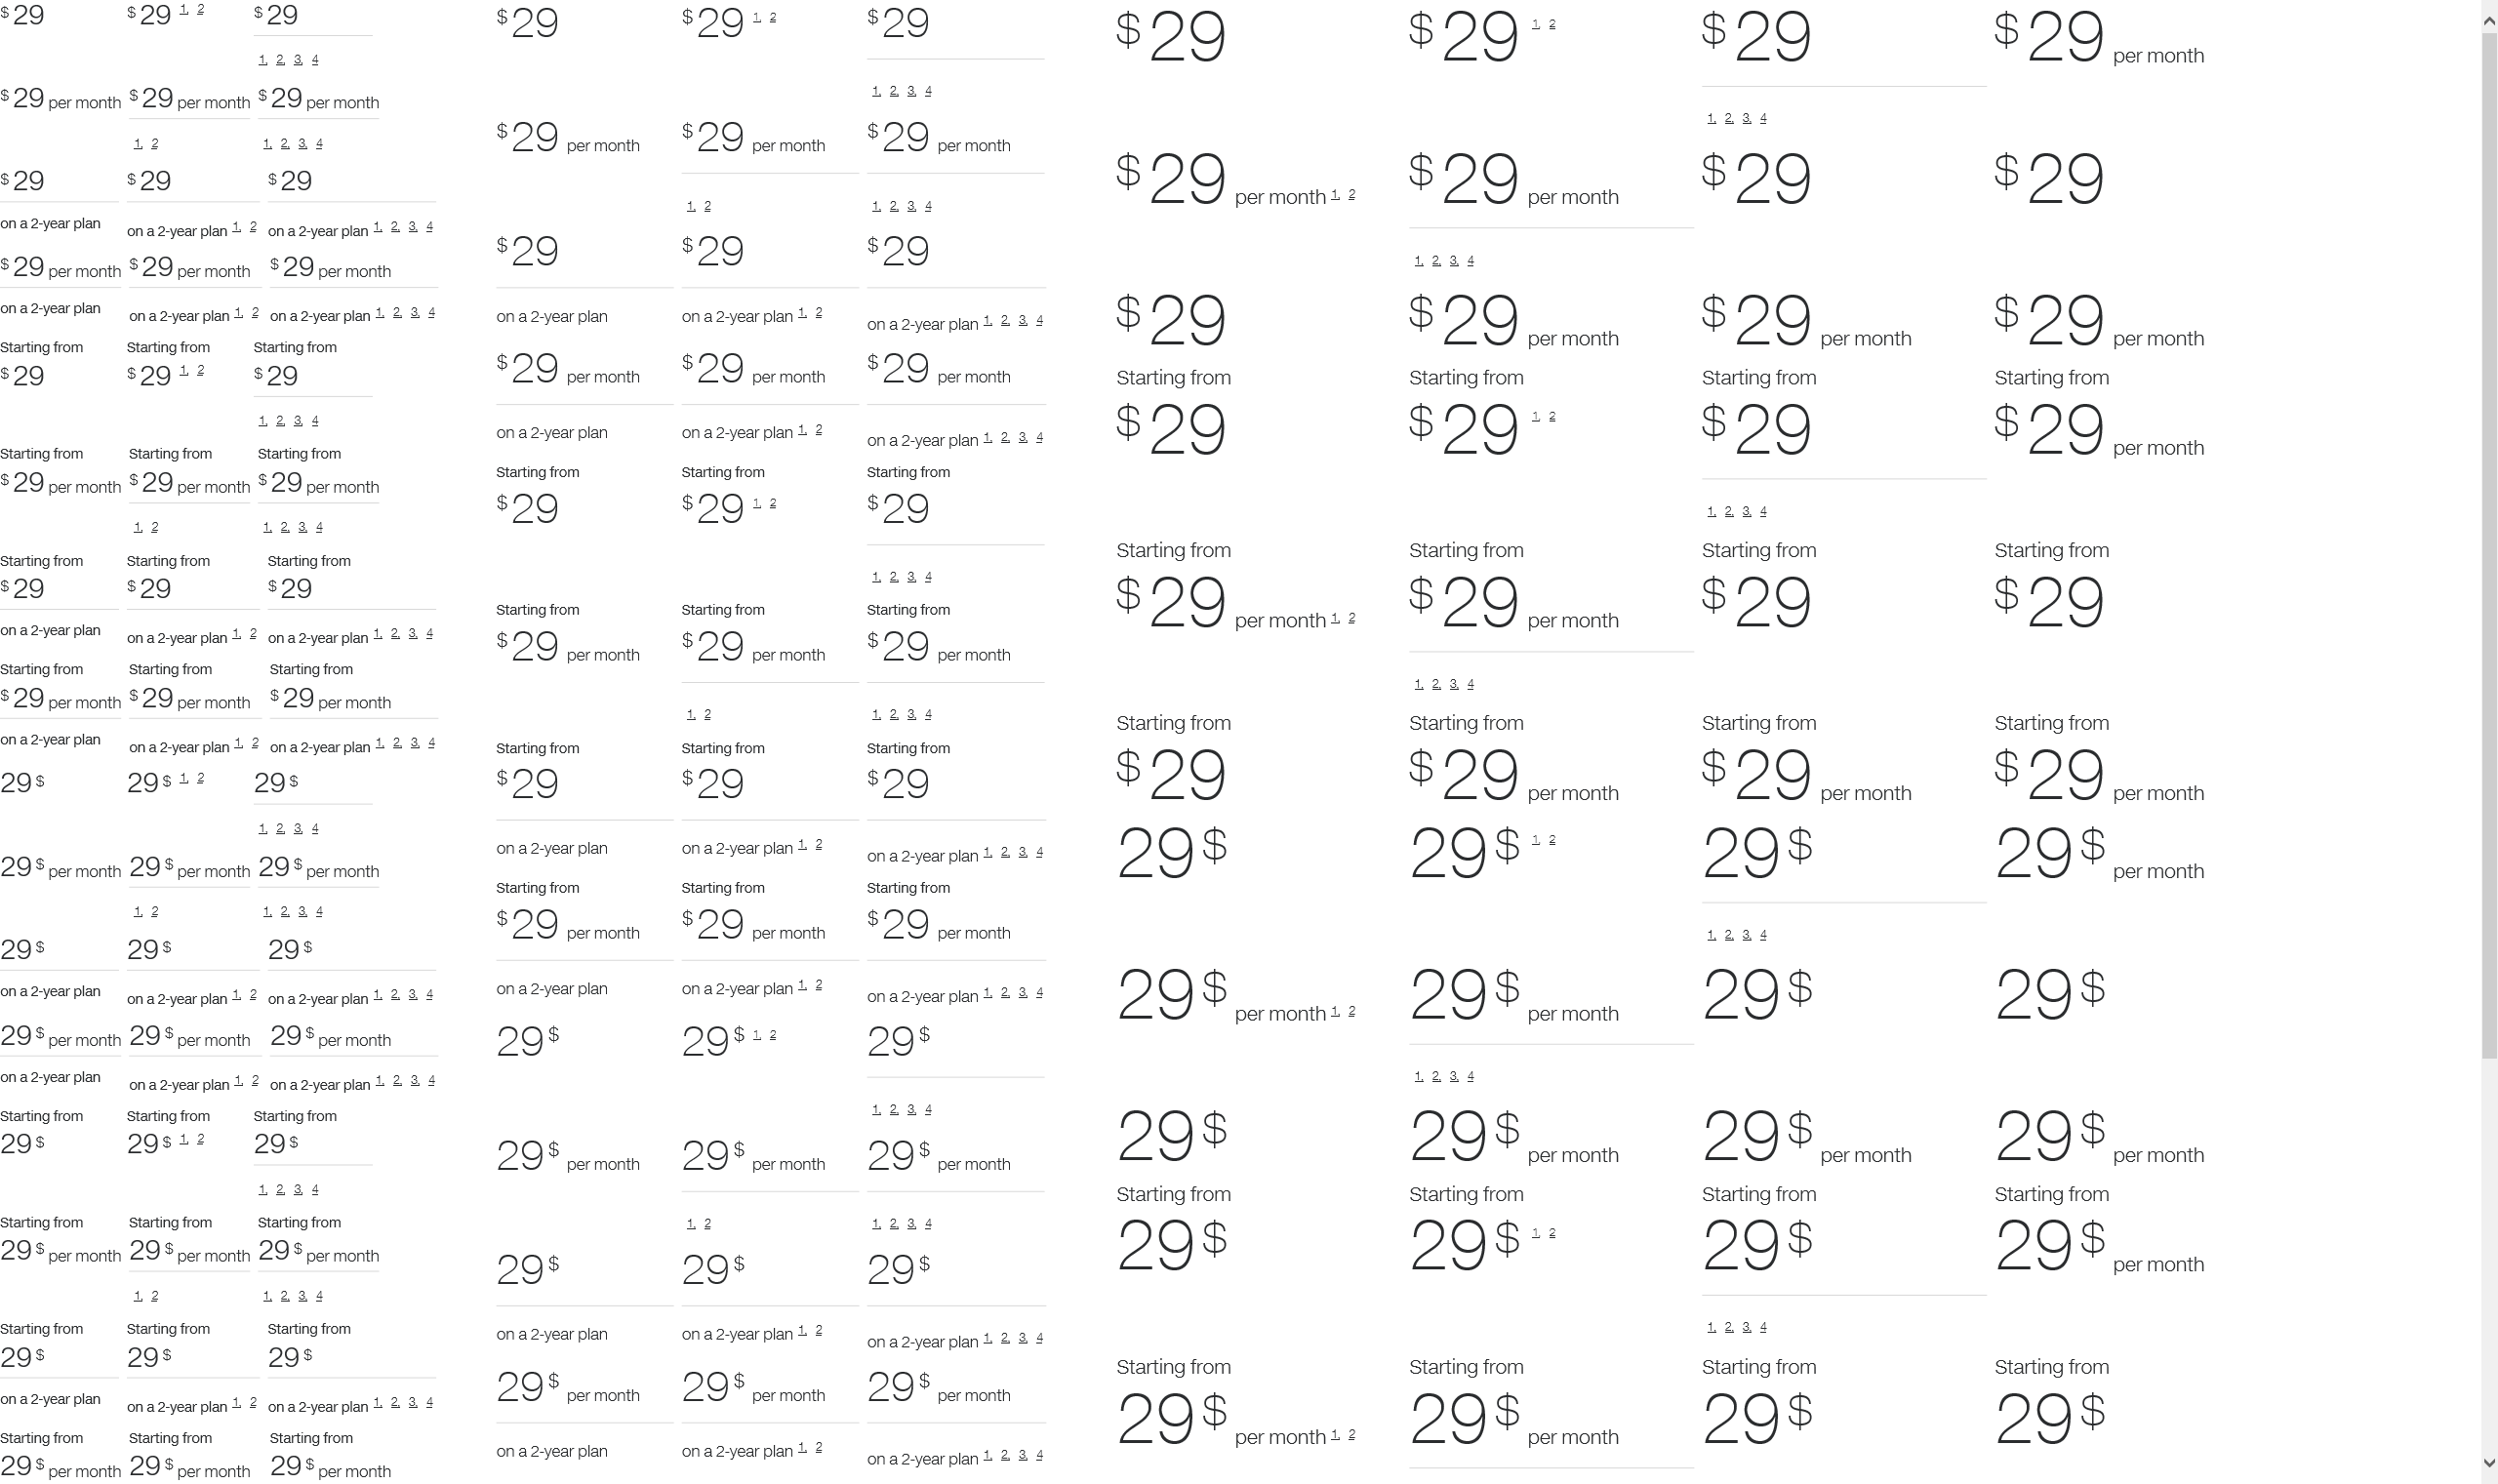 $29 $29 1, 2 $29
1, 2, 3, 4
$29 per month $29 per month $29 per month
1, 2 1, 2, 3, 4
$29 $29 $29
on a 2-year plan on a 2-year plan 1, 2 on a 2-year plan 1, 2, 3, 4
$29 per month $29 per month $29 per month
on a 2-year plan on a 2-year plan 1, 2 on a 2-year plan 1, 2, 3, 4
Starting from Starting from Starting from
$29 $29 1, 2 $29
1, 2, 3, 4
Starting from Starting from Starting from
$29 per month $29 per month $29 per month
1, 2 1, 2, 3, 4
Starting from Starting from Starting from
$29 $29 $29
on a 2-year plan on a 2-year plan 1, 2 on a 2-year plan 1, 2, 3, 4
Starting from Starting from Starting from
$29 per month $29 per month $29 per month
on a 2-year plan on a 2-year plan 1, 2 on a 2-year plan 1, 2, 3, 4
29$ 29$ 1, 2 29$
1, 2, 3, 4
29$ per month 29$ per month 29$ per month
1, 2 1, 2, 3, 4
29$ 29$ 29$
on a 2-year plan on a 2-year plan 1, 2 on a 2-year plan 1, 2, 3, 4
29$ per month 29$ per month 29$ per month
on a 2-year plan on a 2-year plan 1, 2 on a 2-year plan 1, 2, 3, 4
Starting from Starting from Starting from
29$ 29$ 1, 2 29$
1, 2, 3, 4
Starting from Starting from Starting from
29$ per month 29$ per month 29$ per month
1, 2 1, 2, 3, 4
Starting from Starting from Starting from
29$ 29$ 29$
on a 2-year plan on a 2-year plan 1, 2 on a 2-year plan 1, 2, 3, 4
Starting from Starting from Starting from
29$ per month 29$ per month 29$ per month
$29 $29 1, 2 $29
1, 2, 3, 4
$29 per month $29 per month $29 per month
1, 2 1, 2, 3, 4
$29 $29 $29
on a 2-year plan on a 2-year plan 1, 2 on a 2-year plan 1, 2, 3, 4
$29 per month $29 per month $29 per month
on a 2-year plan on a 2-year plan 1, 2 on a 2-year plan 1, 2, 3, 4
Starting from Starting from Starting from
$29 $29 1, 2 $29
1, 2, 3, 4
Starting from Starting from Starting from
$29 per month $29 per month $29 per month
1, 2 1, 2, 3, 4
Starting from Starting from Starting from
$29 $29 $29
on a 2-year plan on a 2-year plan 1, 2 on a 2-year plan 1, 2, 3, 4
Starting from Starting from Starting from
$29 per month $29 per month $29 per month
on a 2-year plan on a 2-year plan 1, 2 on a 2-year plan 1, 2, 3, 4
29$ 29$ 1, 2 29$
1, 2, 3, 4
29$ per month 29$ per month 29$ per month
1, 2 1, 2, 3, 4
29$ 29$ 29$
on a 2-year plan on a 2-year plan 1, 2 on a 2-year plan 1, 2, 3, 4
29$ per month 29$ per month 29$ per month
on a 2-year plan on a 2-year plan 1, 2 on a 2-year plan 1, 2, 3, 4
$29 $29 1, 2 $29 $29 per month
1, 2, 3, 4
$29 per month 1, 2 $29 per month $29 $29
1, 2, 3, 4
$29 $29 per month $29 per month $29 per month
Starting from Starting from Starting from Starting from
$29 $29 1, 2 $29 $29 per month
1, 2, 3, 4
Starting from Starting from Starting from Starting from
$29 per month 1, 2 $29 per month $29 $29
1, 2, 3, 4
Starting from Starting from Starting from Starting from
$29 $29 per month $29 per month $29 per month
29$ 29$ 1, 2 29$ 29$ per month
1, 2, 3, 4
29$ per month 1, 2 29$ per month 29$ 29$
1, 2, 3, 4
29$ 29$ per month 29$ per month 29$ per month
Starting from Starting from Starting from Starting from
29$ 29$ 1, 2 29$ 29$ per month
1, 2, 3, 4
Starting from Starting from Starting from Starting from
29$ per month 1, 2 29$ per month 29$ 29$